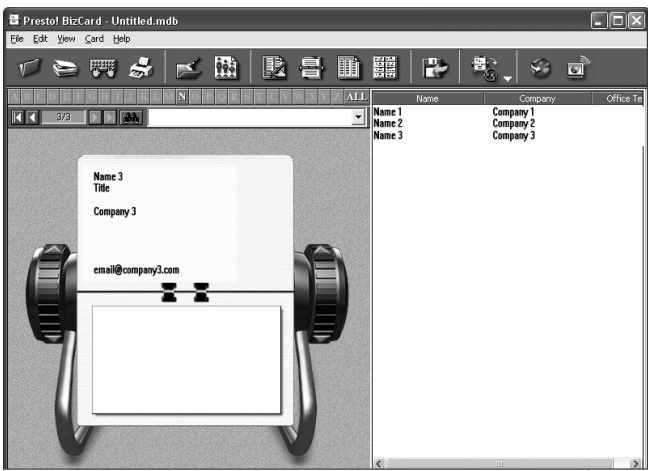 Presto! BizCard - Untitled.mdb
File Edit View Card Help
A B C D E F G H I J K L M N O P Q R S T U V W X Y Z ALL
3/3
Name Company Office Te
Name 1 Company 1
Name 2 Company 2
Name 3 Company 3
Name 3
Title
Company 3
email@company3.com